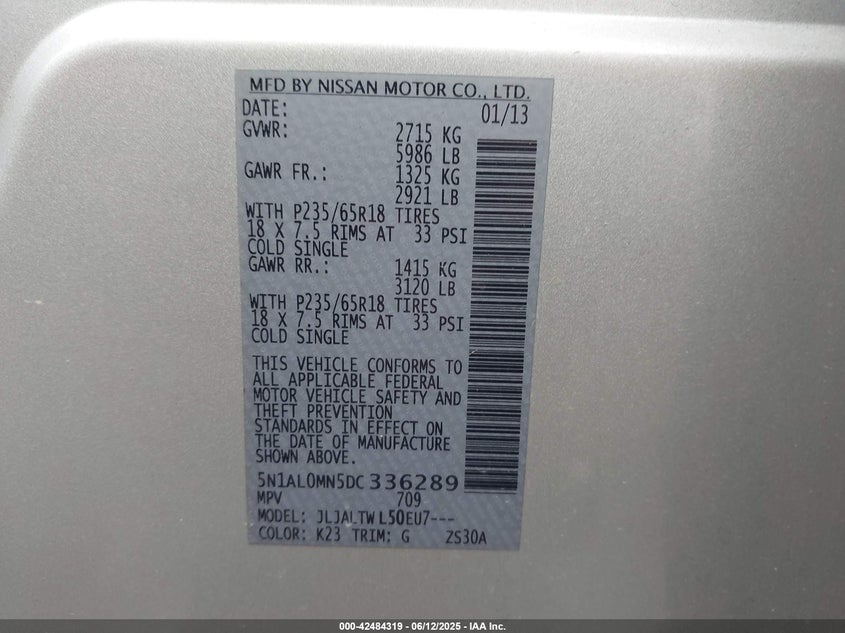 MFD BY NISSAN MOTOR CO., LTD.
DATE: 01/13
GVWR: 2715 KG
5986 LB
GAWR FR.: 1325 KG
2921 LB
WITH P235/65R18 TIRES
18 X 7.5 RIMS AT 33 PSI
COLD SINGLE
GAWR RR.: 1415 KG
3120 LB
WITH P235/65R18 TIRES
18 X 7.5 RIMS AT 33 PSI
COLD SINGLE
THIS VEHICLE CONFORMS TO
ALL APPLICABLE FEDERAL
MOTOR VEHICLE SAFETY AND
THEFT PREVENTION
STANDARDS IN EFFECT ON
THE DATE OF MANUFACTURE
SHOWN ABOVE.
5N1AL0MN5DC336289
MPV 709
MODEL: JLJALTWL50EU7---
COLOR: K23 TRIM: G ZS30A
000-42484319 - 06/12/2025 - IAA Inc.